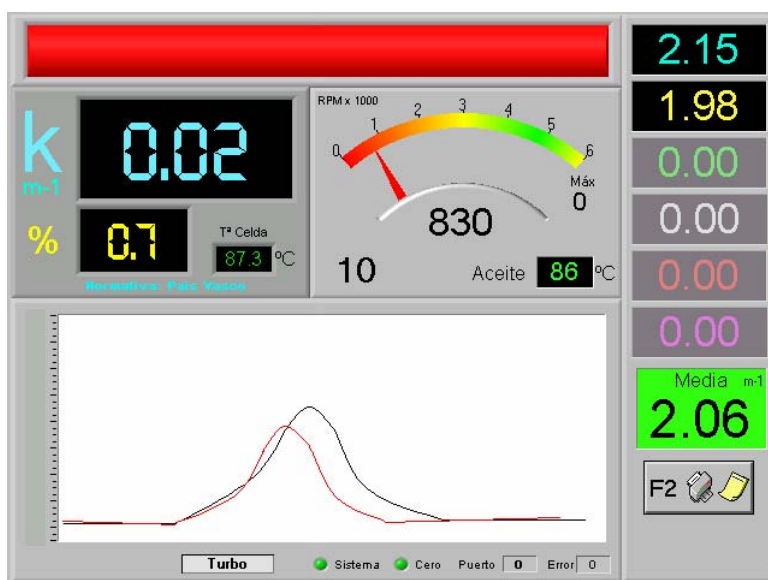 k
m-1
0.02
%
0.7
Tª Celda
87.3 ºC
Normativa: Pais Vasco
RPM x 1000
0 1 2 3 4 5 6
Máx
0
830
10
Aceite 86 ºC
2.15
1.98
0.00
0.00
0.00
0.00
Media m-1
2.06
F2
Turbo
Sistema Cero Puerto 0 Error 0